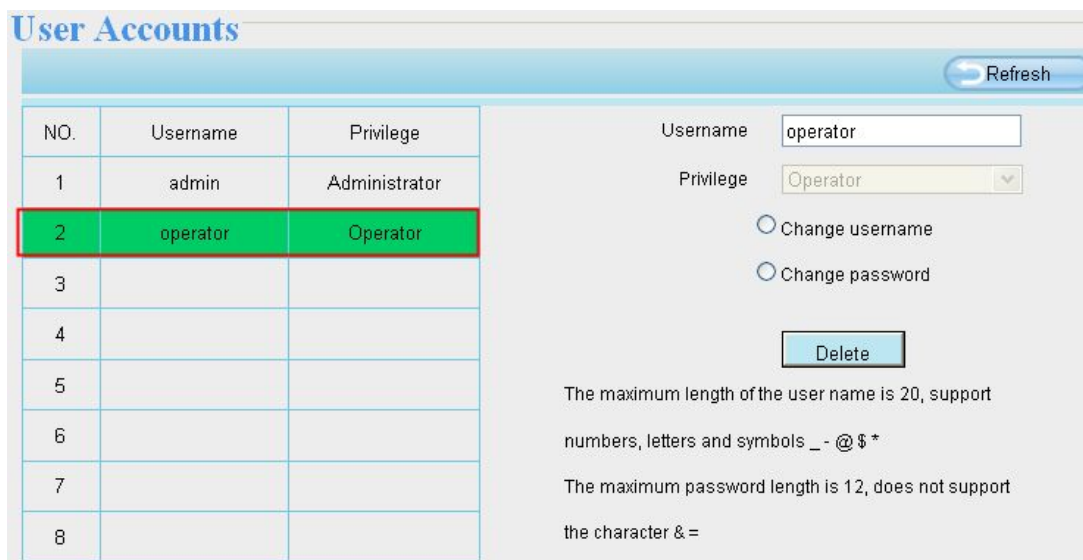 User Accounts
Refresh
NO. Username Privilege
1 admin Administrator
2 operator Operator
3
4
5
6
7
8
Username operator
Privilege Operator
Change username
Change password
Delete
The maximum length of the user name is 20, support
numbers, letters and symbols _ - @ $ *
The maximum password length is 12, does not support
the character & =